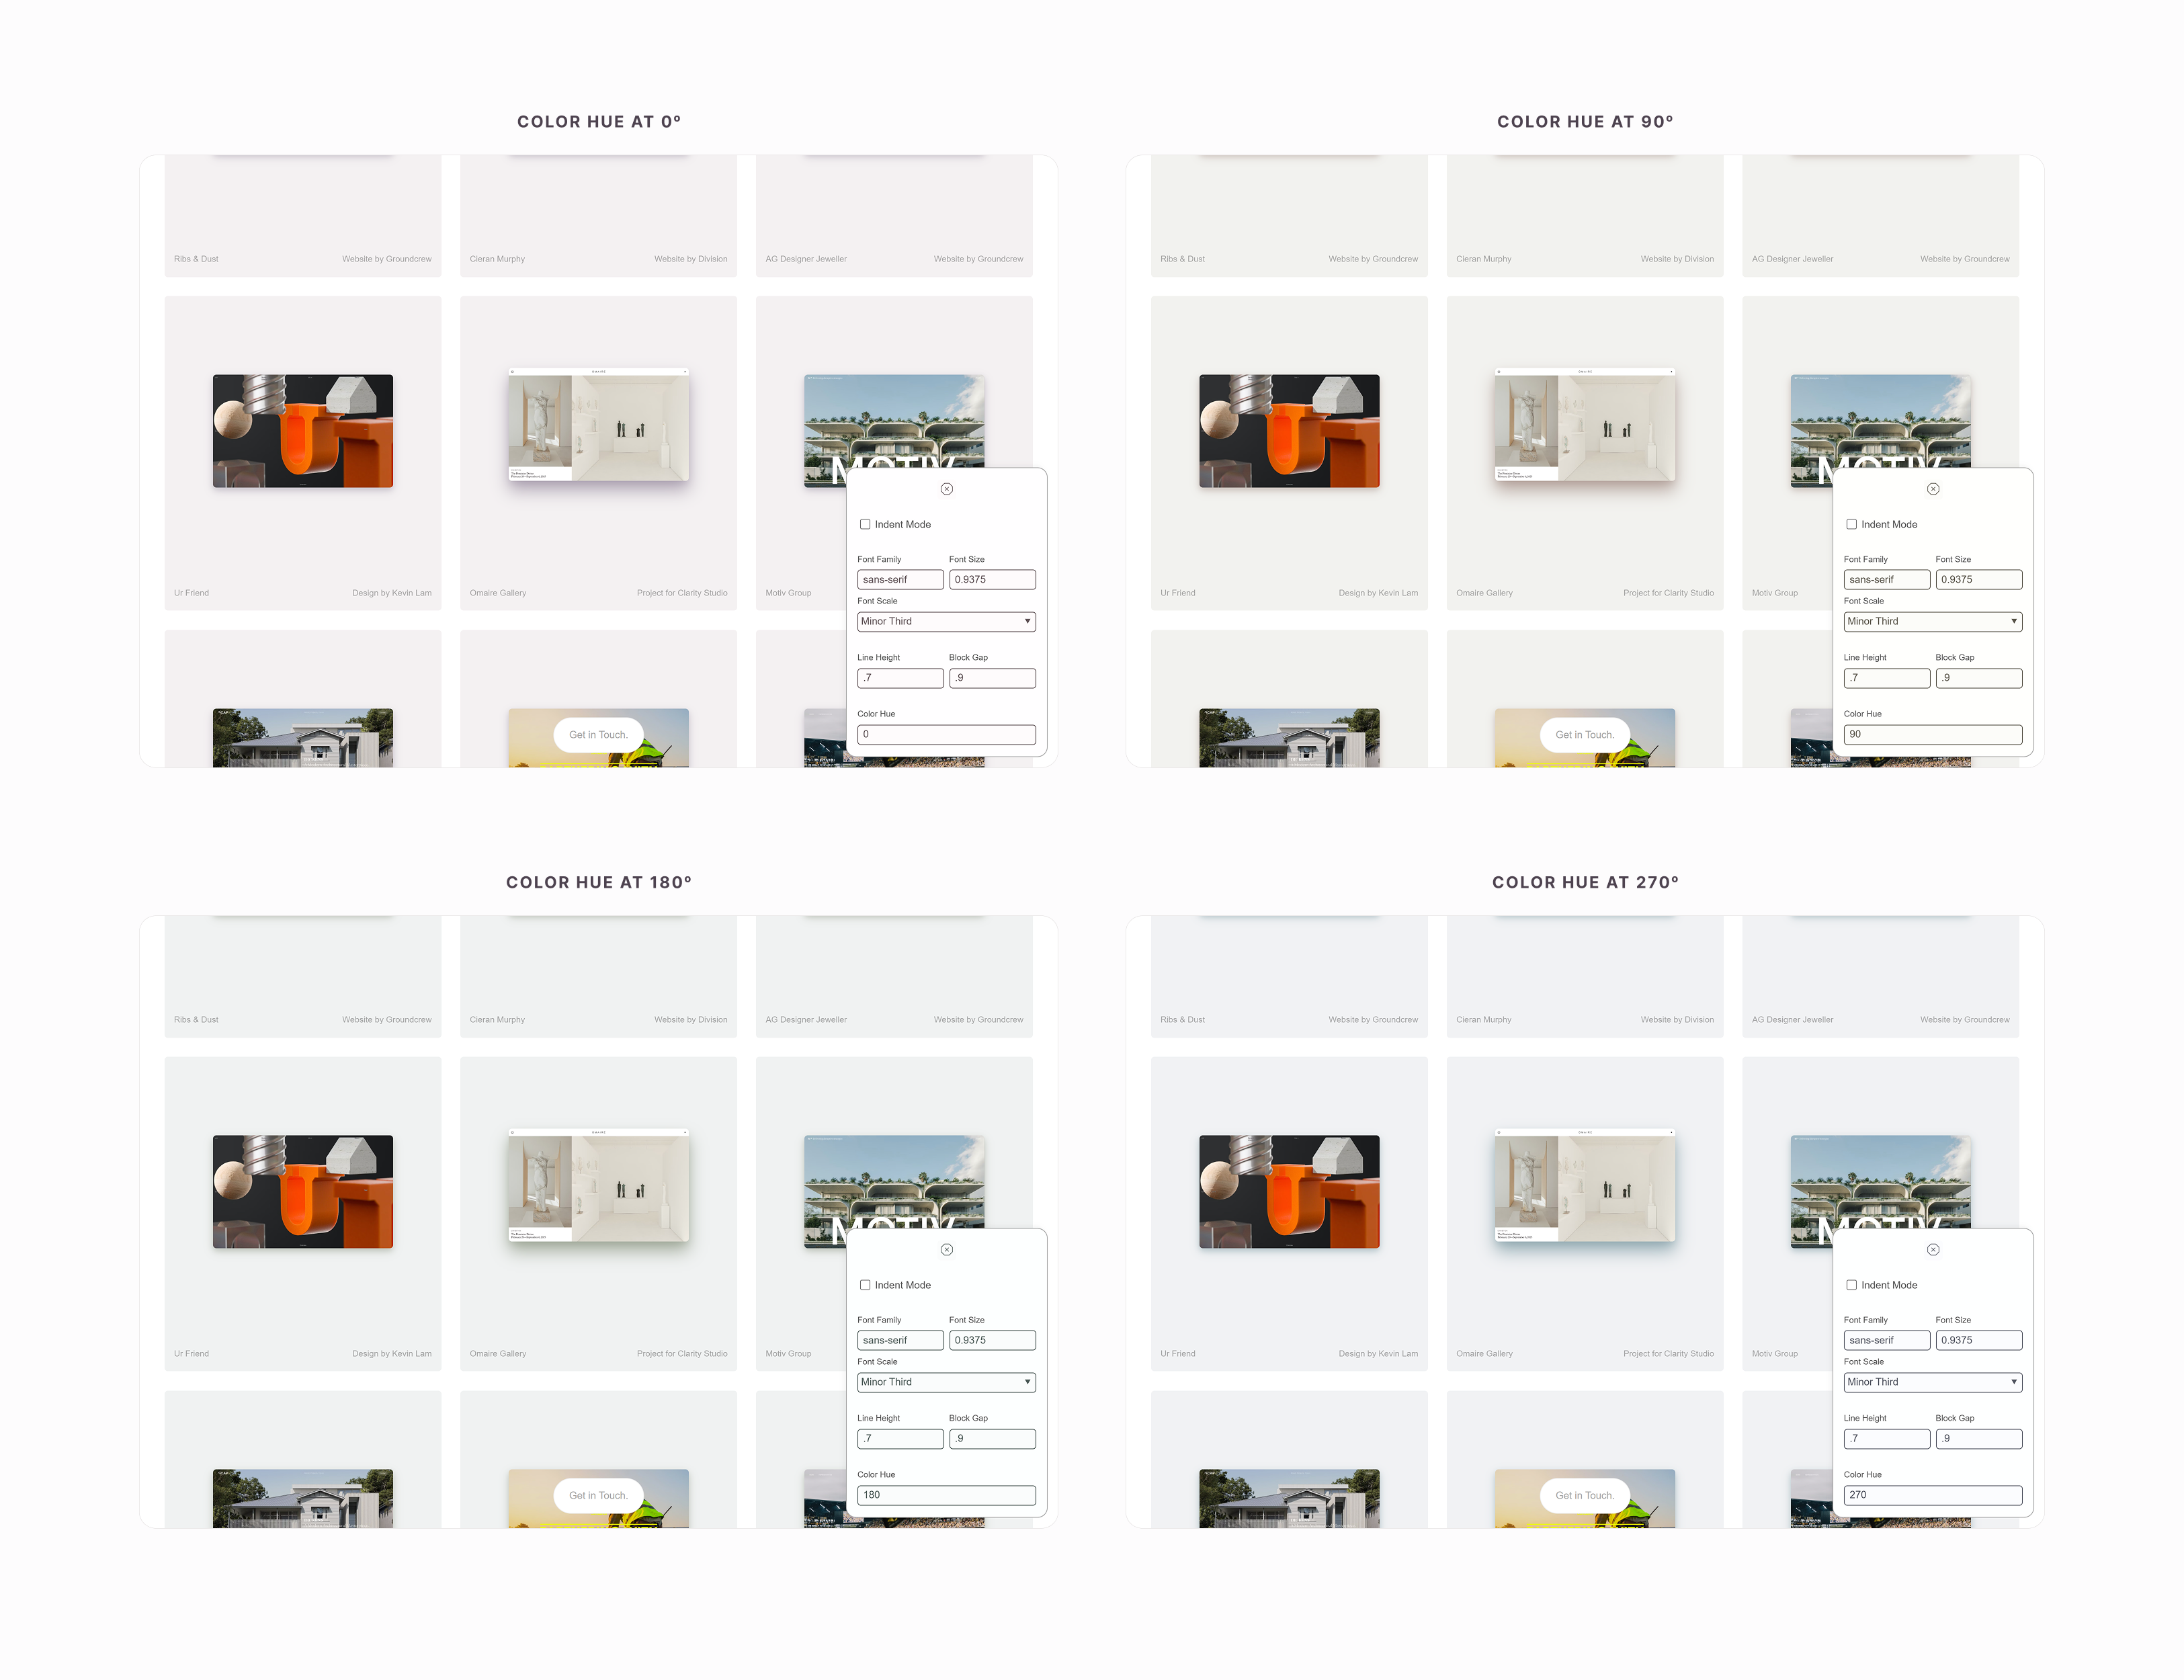 COLOR HUE AT 0º
Ribs & Dust Website by Groundcrew
Cieran Murphy Website by Division
AG Designer Jeweller Website by Groundcrew
Ur Friend Design by Kevin Lam
Omaire Gallery Project for Clarity Studio
MOTIV
Motiv Group
Get in Touch.
Indent Mode
Font Family Font Size
sans-serif 0.9375
Font Scale
Minor Third
Line Height Block Gap
.7 .9
Color Hue
0
COLOR HUE AT 90º
Ribs & Dust Website by Groundcrew
Cieran Murphy Website by Division
AG Designer Jeweller Website by Groundcrew
Ur Friend Design by Kevin Lam
Omaire Gallery Project for Clarity Studio
MOTIV
Motiv Group
Get in Touch.
Indent Mode
Font Family Font Size
sans-serif 0.9375
Font Scale
Minor Third
Line Height Block Gap
.7 .9
Color Hue
90
COLOR HUE AT 180º
Ribs & Dust Website by Groundcrew
Cieran Murphy Website by Division
AG Designer Jeweller Website by Groundcrew
Ur Friend Design by Kevin Lam
Omaire Gallery Project for Clarity Studio
MOTIV
Motiv Group
Get in Touch.
Indent Mode
Font Family Font Size
sans-serif 0.9375
Font Scale
Minor Third
Line Height Block Gap
.7 .9
Color Hue
180
COLOR HUE AT 270º
Ribs & Dust Website by Groundcrew
Cieran Murphy Website by Division
AG Designer Jeweller Website by Groundcrew
Ur Friend Design by Kevin Lam
Omaire Gallery Project for Clarity Studio
MOTIV
Motiv Group
Get in Touch.
Indent Mode
Font Family Font Size
sans-serif 0.9375
Font Scale
Minor Third
Line Height Block Gap
.7 .9
Color Hue
270